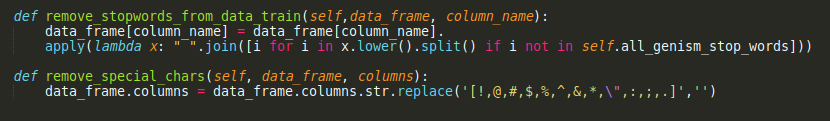 def remove_stopwords_from_data_train(self,data_frame, column_name):
data_frame[column_name] = data_frame[column_name].
apply(lambda x: " ".join([i for i in x.lower().split() if i not in self.all_genism_stop_words]))
def remove_special_chars(self, data_frame, columns):
data_frame.columns = data_frame.columns.str.replace('[!,@,#,$,%,^,&,*,\",:,;,.]','')